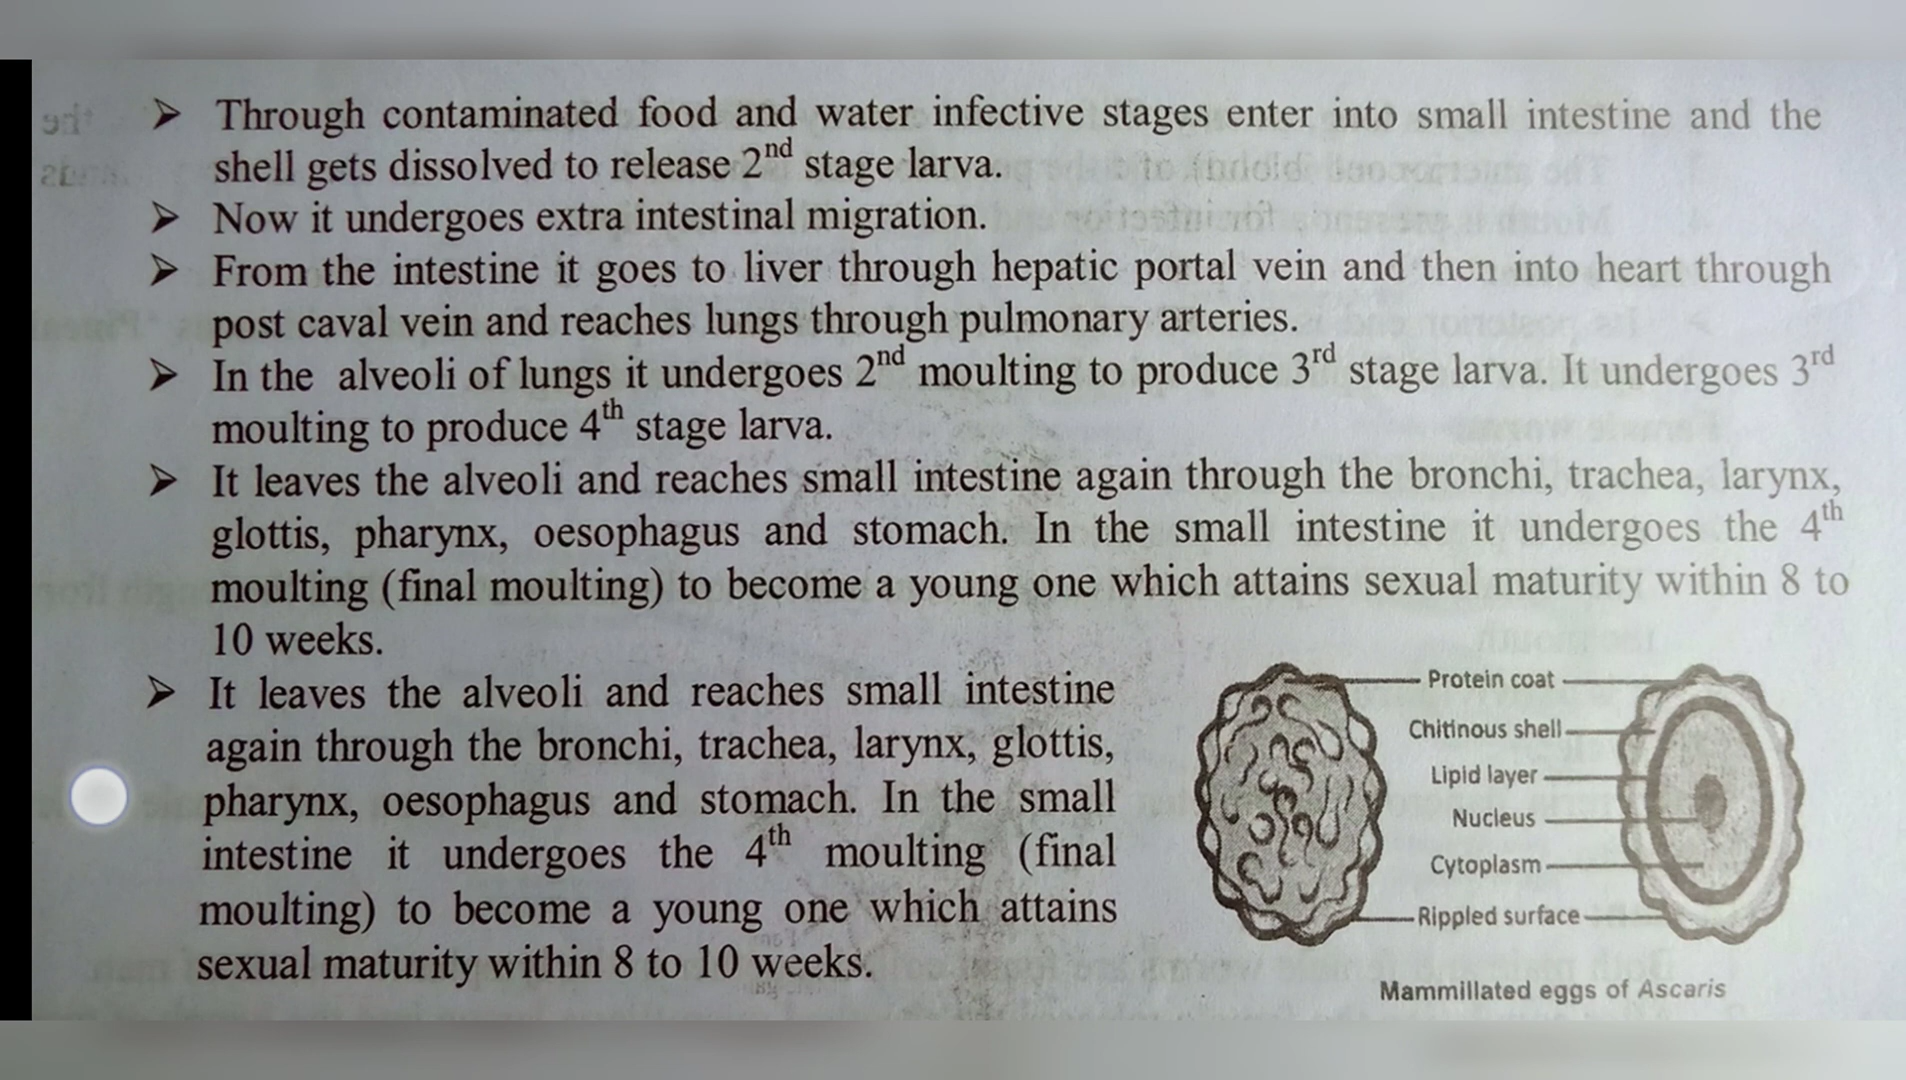 ➢ Through contaminated food and water infective stages enter into small intestine and the
shell gets dissolved to release 2nd stage larva.
➢ Now it undergoes extra intestinal migration.
➢ From the intestine it goes to liver through hepatic portal vein and then into heart through
post caval vein and reaches lungs through pulmonary arteries.
➢ In the alveoli of lungs it undergoes 2nd moulting to produce 3rd stage larva. It undergoes 3rd
moulting to produce 4th stage larva.
➢ It leaves the alveoli and reaches small intestine again through the bronchi, trachea, larynx,
glottis, pharynx, oesophagus and stomach. In the small intestine it undergoes the 4th
moulting (final moulting) to become a young one which attains sexual maturity within 8 to
10 weeks.
➢ It leaves the alveoli and reaches small intestine
again through the bronchi, trachea, larynx, glottis,
pharynx, oesophagus and stomach. In the small
intestine it undergoes the 4th moulting (final
moulting) to become a young one which attains
sexual maturity within 8 to 10 weeks.
Protein coat
Chitinous shell
Lipid layer
Nucleus
Cytoplasm
Rippled surface
Mammillated eggs of Ascaris